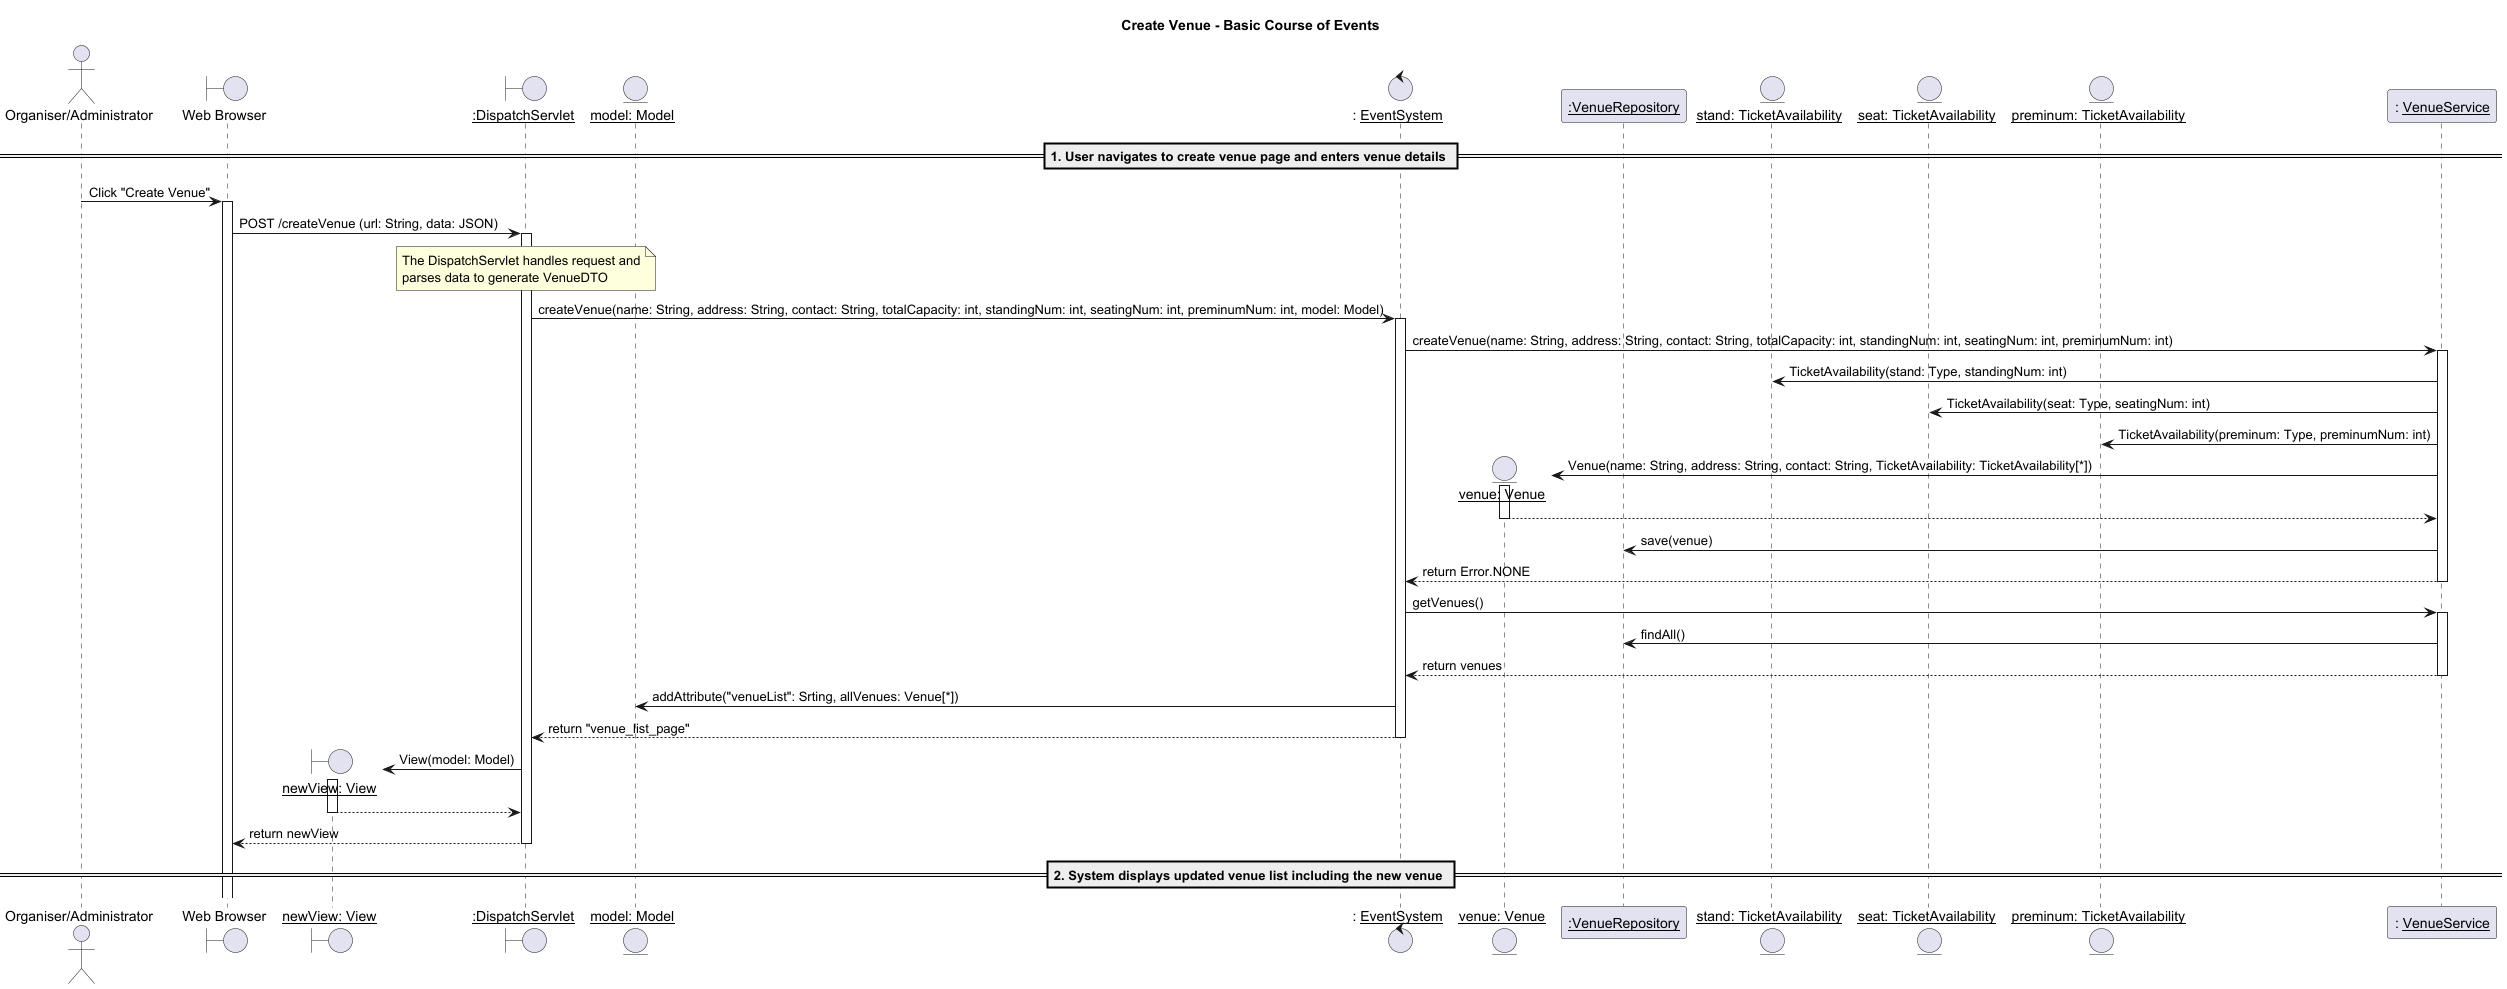 Create Venue - Basic Course of Events
Organiser/Administrator
Web Browser
:DispatchServlet
model: Model
: EventSystem
:VenueRepository
stand: TicketAvailability
seat: TicketAvailability
preminum: TicketAvailability
: VenueService
1. User navigates to create venue page and enters venue details
Click "Create Venue"
POST /createVenue (url: String, data: JSON)
The DispatchServlet handles request and
parses data to generate VenueDTO
createVenue(name: String, address: String, contact: String, totalCapacity: int, standingNum: int, seatingNum: int, preminumNum: int, model: Model)
createVenue(name: String, address: String, contact: String, totalCapacity: int, standingNum: int, seatingNum: int, preminumNum: int)
TicketAvailability(stand: Type, standingNum: int)
TicketAvailability(seat: Type, seatingNum: int)
TicketAvailability(preminum: Type, preminumNum: int)
Venue(name: String, address: String, contact: String, TicketAvailability: TicketAvailability[*])
venue: Venue
save(venue)
return Error.NONE
getVenues()
findAll()
return venues
addAttribute("venueList": Srting, allVenues: Venue[*])
return "venue_list_page"
View(model: Model)
newView: View
return newView
2. System displays updated venue list including the new venue
Organiser/Administrator
Web Browser
newView: View
:DispatchServlet
model: Model
: EventSystem
venue: Venue
:VenueRepository
stand: TicketAvailability
seat: TicketAvailability
preminum: TicketAvailability
: VenueService